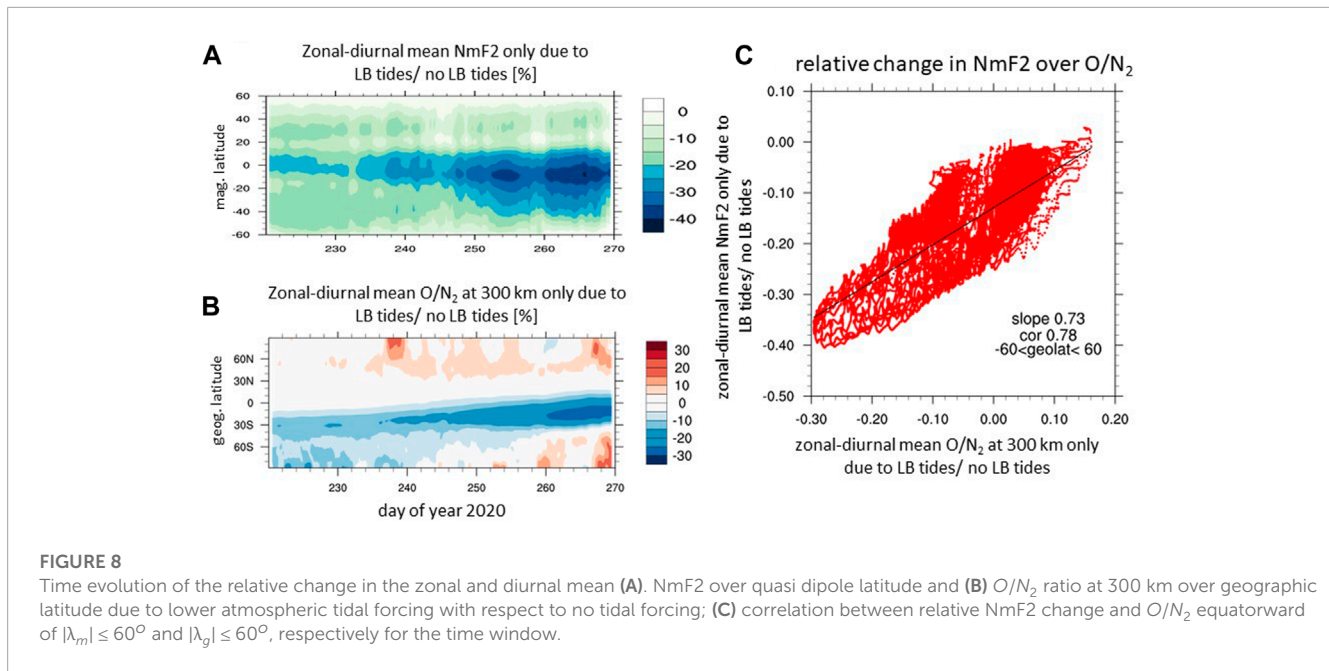 A
Zonal-diurnal mean NmF2 only due to
LB tides/ no LB tides [%]
60
40
20
0
-20
-40
-60
mag. latitude
230
240
250
260
270
0
-10
-20
-30
-40
B
Zonal-diurnal mean O/N₂ at 300 km only due to
LB tides/ no LB tides [%]
60N
30N
0
30S
60S
geog. latitude
230
240
250
260
270
day of year 2020
30
20
10
0
-10
-20
-30
C
relative change in NmF2 over O/N₂
0.10
0.00
-0.10
-0.20
-0.30
-0.40
-0.50
zonal-diurnal mean NmF2 only due to
LB tides/ no LB tides
slope 0.73
cor 0.78
-60<geolat< 60
-0.30
-0.20
-0.10
0.00
0.10
0.20
zonal-diurnal mean O/N₂ at 300 km only
due to LB tides/ no LB tides
FIGURE 8
Time evolution of the relative change in the zonal and diurnal mean (A). NmF2 over quasi dipole latitude and (B) O/N₂ ratio at 300 km over geographic
latitude due to lower atmospheric tidal forcing with respect to no tidal forcing; (C) correlation between relative NmF2 change and O/N₂ equatorward
of |λₘ| ≤ 60ᴼ and |λg| ≤ 60ᴼ, respectively for the time window.